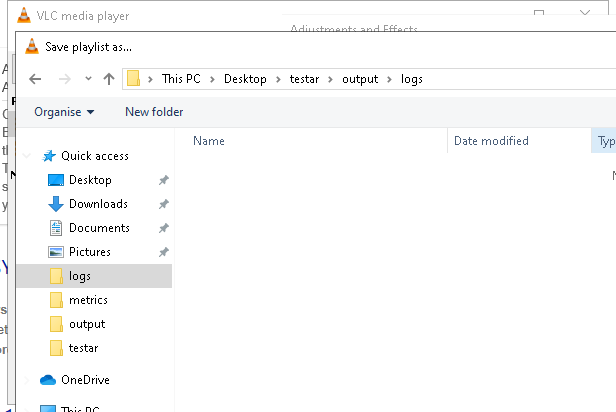 VLC media player
Adjustments and Effects
Save playlist as...
This PC > Desktop > testar > output > logs
Organise New folder
Name Date modified Typ
Quick access
Desktop
Downloads
Documents
Pictures
logs
metrics
output
testar
OneDrive
This PC